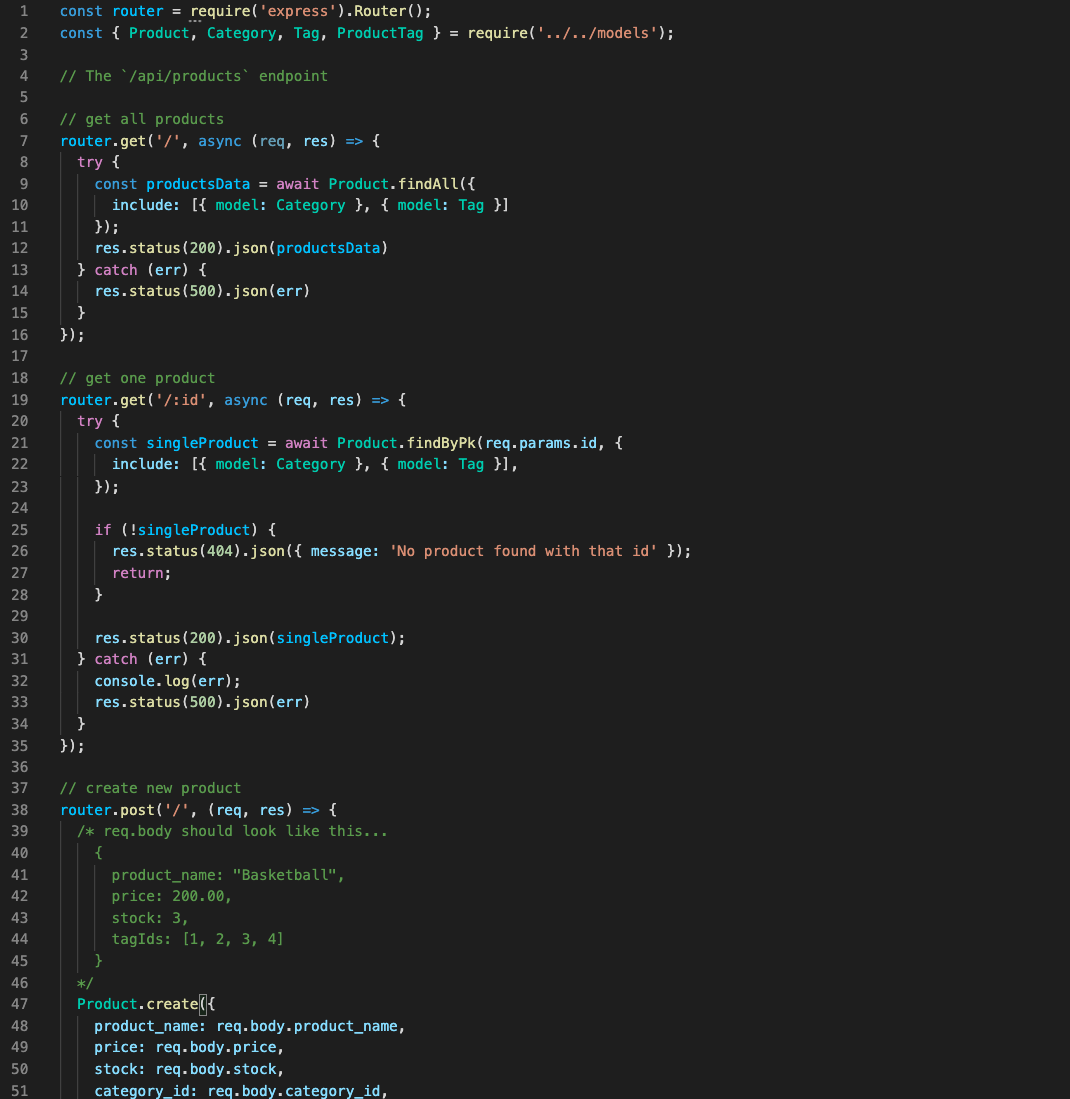 1 const router = require('express').Router();
2 const { Product, Category, Tag, ProductTag } = require('../../models');
3
4 // The `/api/products` endpoint
5
6 // get all products
7 router.get('/', async (req, res) => {
8   try {
9     const productsData = await Product.findAll({
10       include: [{ model: Category }, { model: Tag }]
11     });
12     res.status(200).json(productsData)
13   } catch (err) {
14     res.status(500).json(err)
15   }
16 });
17
18 // get one product
19 router.get('/:id', async (req, res) => {
20   try {
21     const singleProduct = await Product.findByPk(req.params.id, {
22       include: [{ model: Category }, { model: Tag }],
23     });
24
25     if (!singleProduct) {
26       res.status(404).json({ message: 'No product found with that id' });
27       return;
28     }
29
30     res.status(200).json(singleProduct);
31   } catch (err) {
32     console.log(err);
33     res.status(500).json(err)
34   }
35 });
36
37 // create new product
38 router.post('/', (req, res) => {
39   /* req.body should look like this...
40     {
41       product_name: "Basketball",
42       price: 200.00,
43       stock: 3,
44       tagIds: [1, 2, 3, 4]
45     }
46   */
47   Product.create({
48     product_name: req.body.product_name,
49     price: req.body.price,
50     stock: req.body.stock,
51     category_id: req.body.category_id,